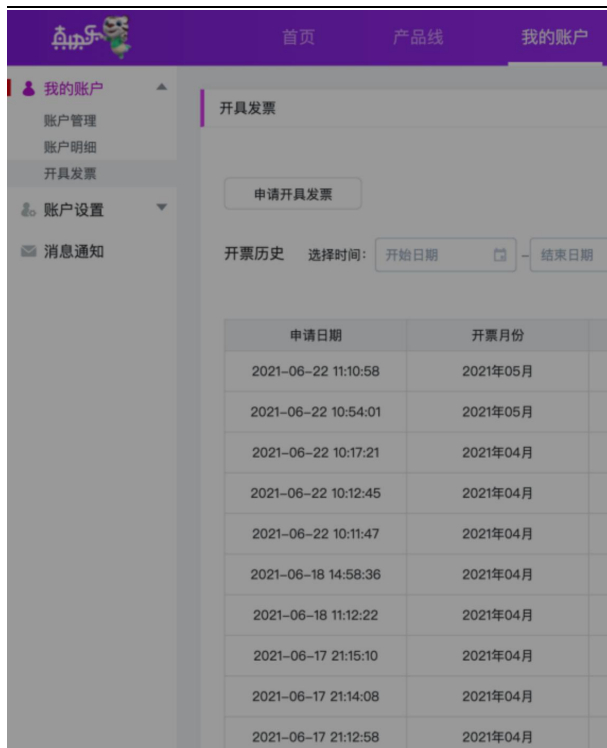 首页 产品线 我的账户
我的账户
账户管理
账户明细
开具发票
账户设置
消息通知
开具发票
申请开具发票
开票历史 选择时间: 开始日期 – 结束日期
申请日期 开票月份
2021-06-22 11:10:58 2021年05月
2021-06-22 10:54:01 2021年05月
2021-06-22 10:17:21 2021年04月
2021-06-22 10:12:45 2021年04月
2021-06-22 10:11:47 2021年04月
2021-06-18 14:58:36 2021年04月
2021-06-18 11:12:22 2021年04月
2021-06-17 21:15:10 2021年04月
2021-06-17 21:14:08 2021年04月
2021-06-17 21:12:58 2021年04月